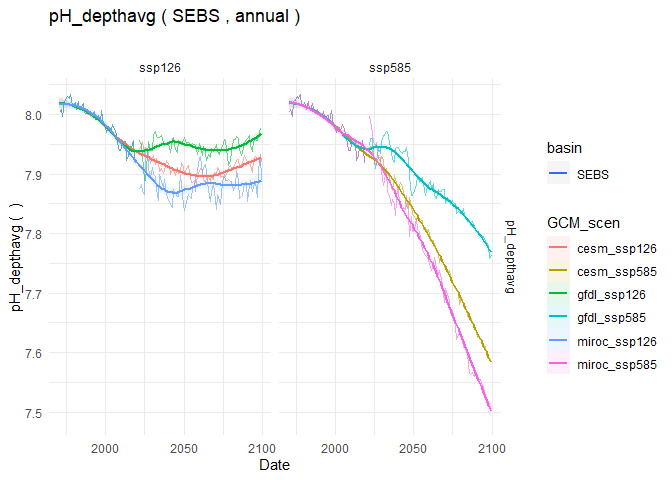 pH_depthavg ( SEBS , annual )
ssp126
ssp585
8.0
7.9
7.8
7.7
7.6
7.5
pH_depthavg ( )
pH_depthavg
2000
2050
2100
2000
2050
2100
Date
basin
SEBS
GCM_scen
cesm_ssp126
cesm_ssp585
gfdl_ssp126
gfdl_ssp585
miroc_ssp126
miroc_ssp585